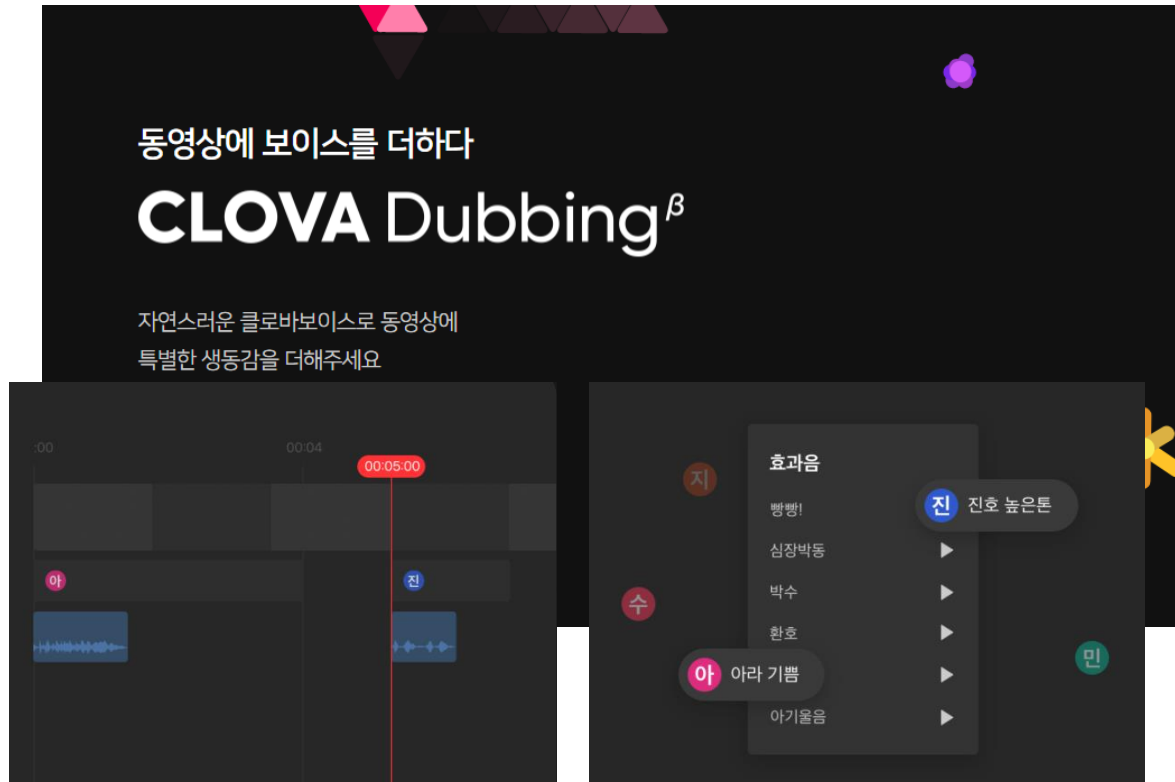 동영상에 보이스를 더하다
CLOVA Dubbing β
자연스러운 클로바보이스로 동영상에
특별한 생동감을 더해주세요
:00
00:04
00:05:00
아
진
효과음
지
빵빵!
진 진호 높은톤
심장박동
박수
수
환호
민
아 아라 기쁨
아기울음